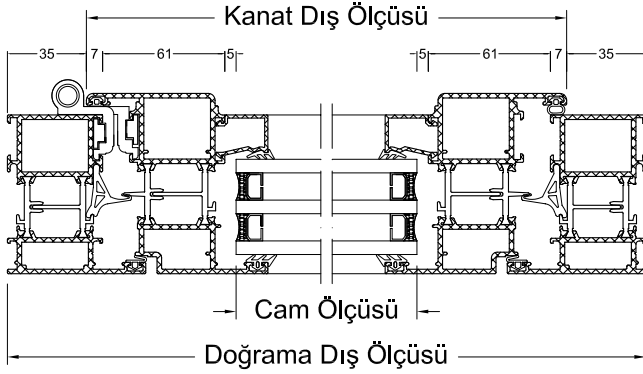 Kanat Dış Ölçüsü
35 7 61 5 5 61 7 35
Cam Ölçüsü
Doğrama Dış Ölçüsü